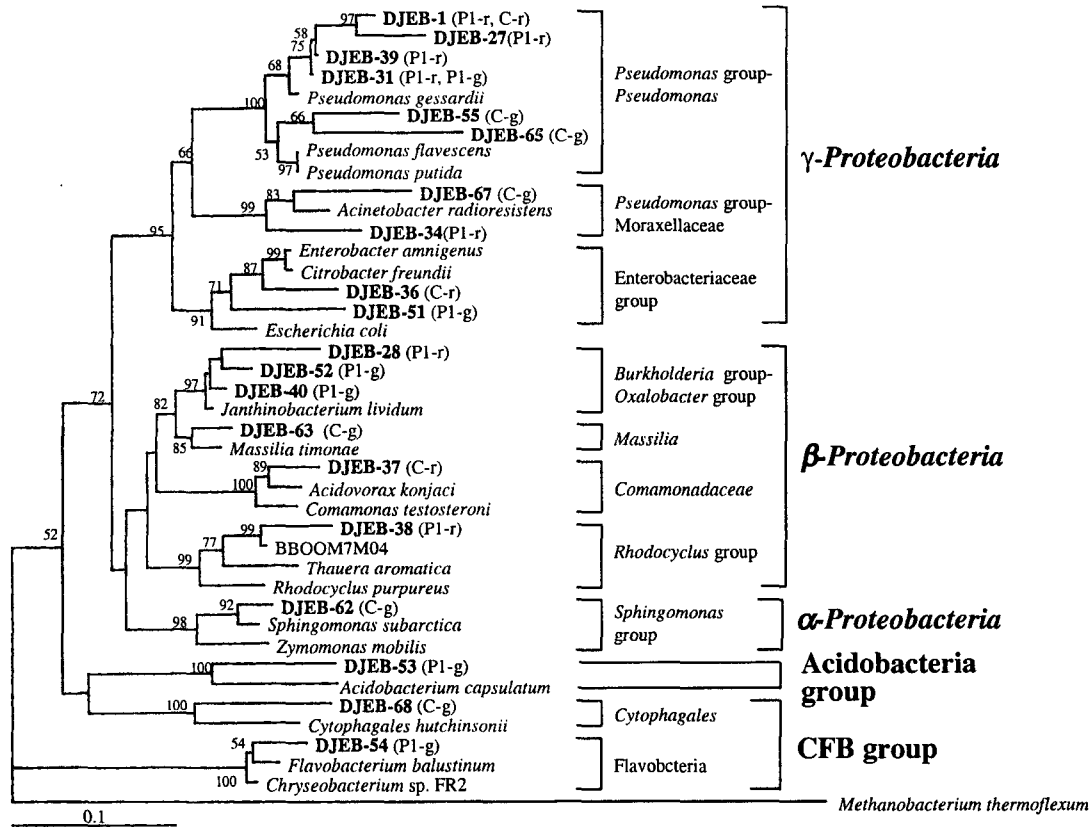 97
DJEB-1 (P1-r, C-r)
58
DJEB-27(P1-r)
75
DJEB-39 (P1-r)
68
DJEB-31 (P1-r, P1-g)
Pseudomonas gessardii
100
66
DJEB-55 (C-g)
DJEB-65 (C-g)
53
Pseudomonas flavescens
97
Pseudomonas putida
Pseudomonas group-
Pseudomonas
66
83
DJEB-67 (C-g)
Acinetobacter radioresistens
99
DJEB-34(P1-r)
Pseudomonas group-
Moraxellaceae
γ-Proteobacteria
95
99
Enterobacter amnigenus
87
Citrobacter freundii
71
DJEB-36 (C-r)
DJEB-51 (P1-g)
91
Escherichia coli
Enterobacteriaceae
group
72
DJEB-28 (P1-r)
DJEB-52 (P1-g)
97
DJEB-40 (P1-g)
82
Janthinobacterium lividum
Burkholderia group-
Oxalobacter group
DJEB-63 (C-g)
85
Massilia timonae
Massilia
β-Proteobacteria
89
DJEB-37 (C-r)
100
Acidovorax konjaci
Comamonas testosteroni
Comamonadaceae
52
99
DJEB-38 (P1-r)
77
BBOOM7M04
99
Thauera aromatica
Rhodocyclus purpureus
Rhodocyclus group
92
DJEB-62 (C-g)
98
Sphingomonas subarctica
Zymomonas mobilis
Sphingomonas
group
α-Proteobacteria
100
DJEB-53 (P1-g)
Acidobacterium capsulatum
Acidobacteria
group
100
DJEB-68 (C-g)
Cytophagales hutchinsonii
Cytophagales
CFB group
54
DJEB-54 (P1-g)
Flavobacterium balustinum
100
Chryseobacterium sp. FR2
Flavobcteria
Methanobacterium thermoflexum
0.1